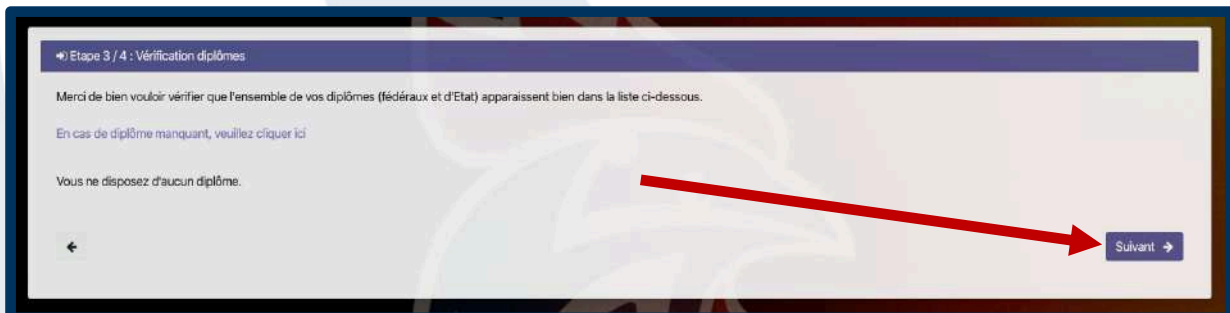 Etape 3 / 4 : Vérification diplômes
Merci de bien vouloir vérifier que l'ensemble de vos diplômes (fédéraux et d'Etat) apparaissent bien dans la liste ci-dessous.
En cas de diplôme manquant, veuillez cliquer ici
Vous ne disposez d'aucun diplôme.
Suivant